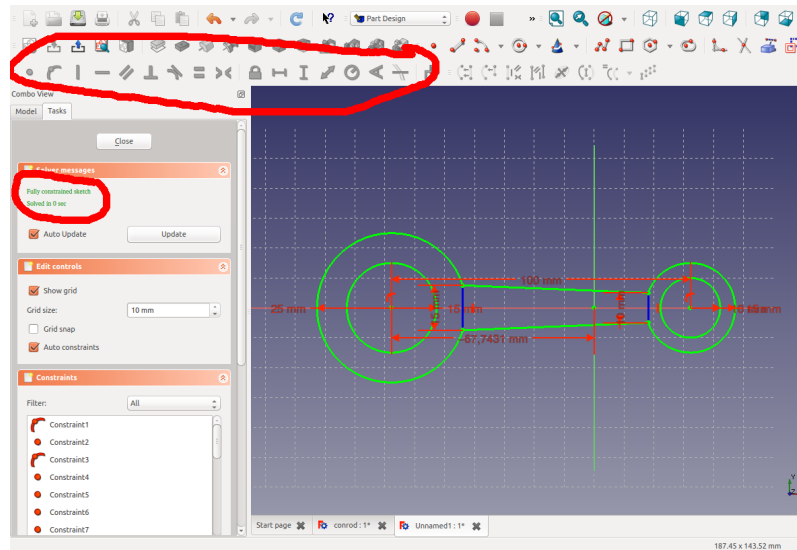 Part Design
Combo View
Model Tasks
Close
Solver messages
Fully constrained sketch
Solved in 0 sec
Auto Update Update
Edit controls
Show grid
Grid size: 10 mm
Grid snap
Auto constraints
Constraints
Filter: All
Constraint1
Constraint2
Constraint3
Constraint4
Constraint5
Constraint6
Constraint7
100 mm
25 mm
15 mm
-67,7431 mm
Y
Start page conrod : 1* Unnamed1 : 1*
187.45 x 143.52 mm